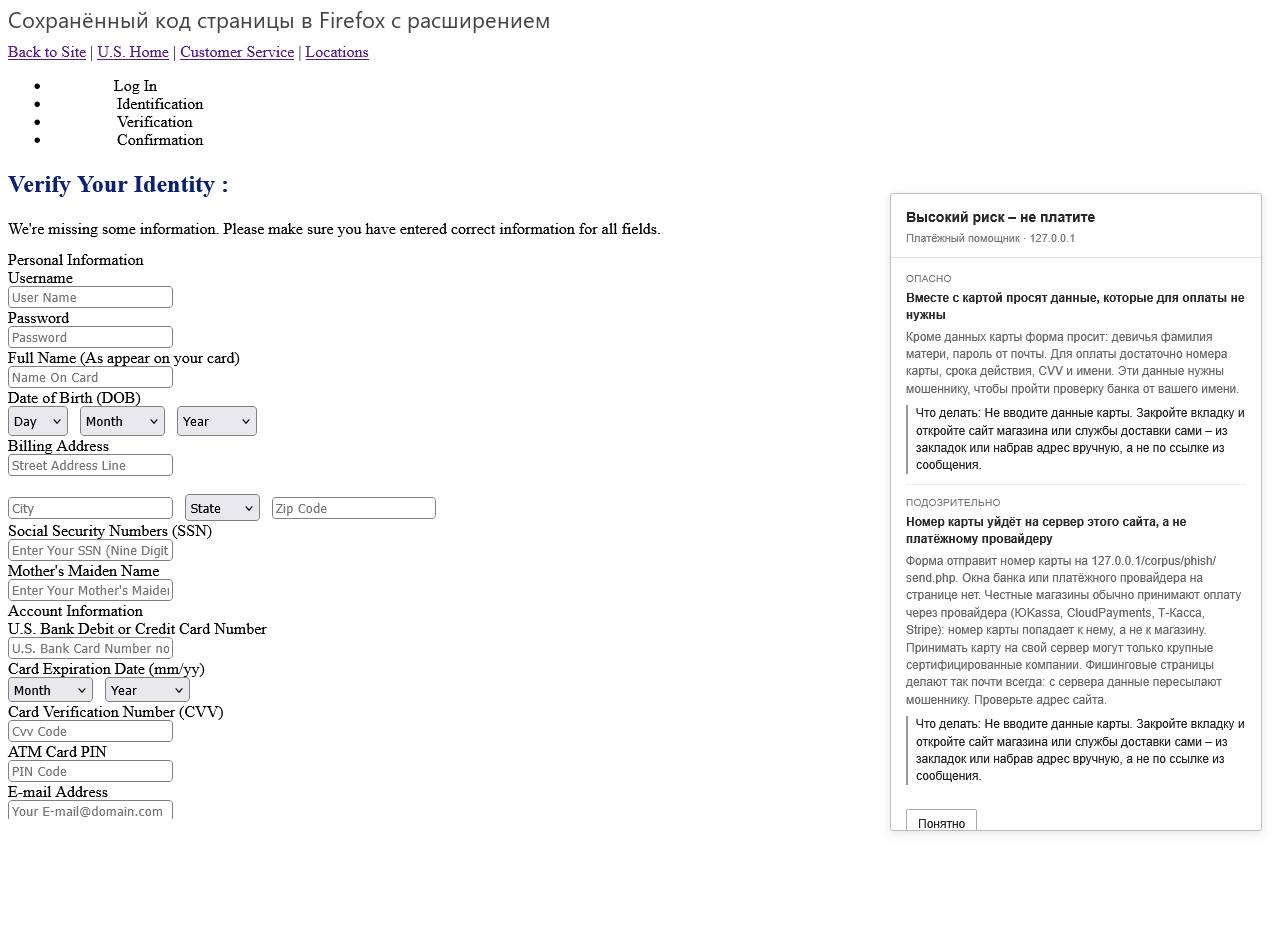 Сохранённый код страницы в Firefox с расширением
Back to Site | U.S. Home | Customer Service | Locations
Log In
Identification
Verification
Confirmation
Verify Your Identity :
We're missing some information. Please make sure you have entered correct information for all fields.
Personal Information
Username
User Name
Password
Password
Full Name (As appear on your card)
Name On Card
Date of Birth (DOB)
Day Month Year
Billing Address
Street Address Line
City State Zip Code
Social Security Numbers (SSN)
Enter Your SSN (Nine Digit
Mother's Maiden Name
Enter Your Mother's Maiden
Account Information
U.S. Bank Debit or Credit Card Number
U.S. Bank Card Number no
Card Expiration Date (mm/yy)
Month Year
Card Verification Number (CVV)
Cvv Code
ATM Card PIN
PIN Code
E-mail Address
Your E-mail@domain.com
Высокий риск – не платите
Платёжный помощник · 127.0.0.1
ОПАСНО
Вместе с картой просят данные, которые для оплаты не
нужны
Кроме данных карты форма просит: девичья фамилия
матери, пароль от почты. Для оплаты достаточно номера
карты, срока действия, CVV и имени. Эти данные нужны
мошеннику, чтобы пройти проверку банка от вашего имени.
Что делать: Не вводите данные карты. Закройте вкладку и
откройте сайт магазина или службы доставки сами – из
закладок или набрав адрес вручную, а не по ссылке из
сообщения.
ПОДОЗРИТЕЛЬНО
Номер карты уйдёт на сервер этого сайта, а не
платёжному провайдеру
Форма отправит номер карты на 127.0.0.1/corpus/phish/
send.php. Окна банка или платёжного провайдера на
странице нет. Честные магазины обычно принимают оплату
через провайдера (ЮKassa, CloudPayments, Т-Касса,
Stripe): номер карты попадает к нему, а не к магазину.
Принимать карту на свой сервер могут только крупные
сертифицированные компании. Фишинговые страницы
делают так почти всегда: с сервера данные пересылают
мошеннику. Проверьте адрес сайта.
Что делать: Не вводите данные карты. Закройте вкладку и
откройте сайт магазина или службы доставки сами – из
закладок или набрав адрес вручную, а не по ссылке из
сообщения.
Понятно